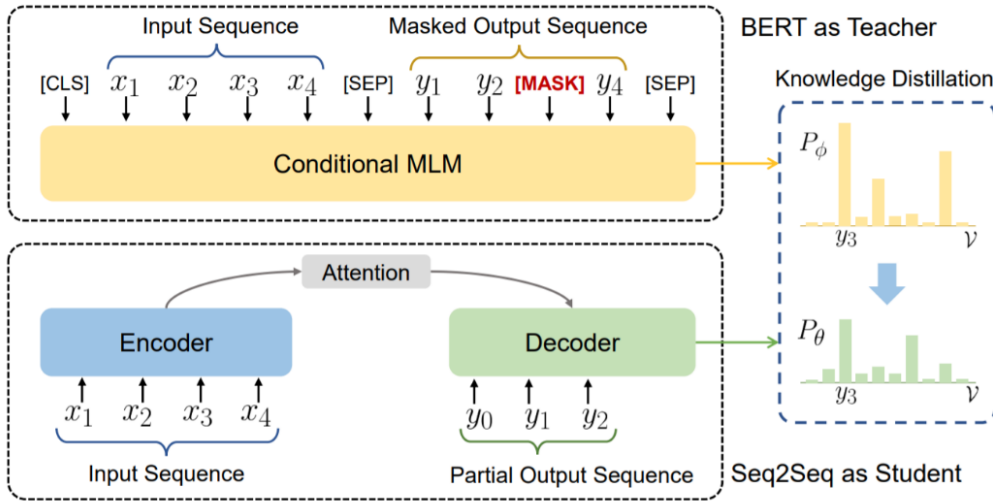 Input Sequence
Masked Output Sequence
BERT as Teacher
[CLS] x₁ x₂ x₃ x₄ [SEP] y₁ y₂ [MASK] y₄ [SEP]
Conditional MLM
Knowledge Distillation
P_ϕ
y₃ 𝒱
Attention
Encoder
Decoder
P_θ
y₃ 𝒱
x₁ x₂ x₃ x₄
y₀ y₁ y₂
Input Sequence
Partial Output Sequence
Seq2Seq as Student